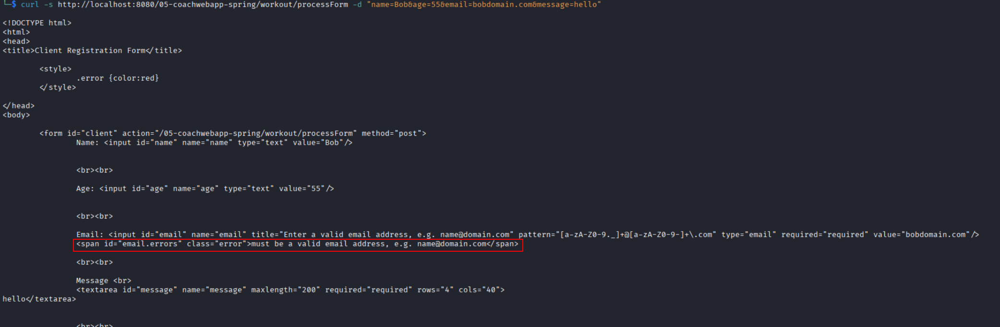 └─$ curl -s http://localhost:8080/05-coachwebapp-spring/workout/processForm -d "name=Bob&age=55&email=bobdomain.com&message=hello"
<!DOCTYPE html>
<html>
<head>
<title>Client Registration Form</title>
<style>
.error {color:red}
</style>
</head>
<body>
<form id="client" action="/05-coachwebapp-spring/workout/processForm" method="post">
Name: <input id="name" name="name" type="text" value="Bob"/>
<br><br>
Age: <input id="age" name="age" type="text" value="55"/>
<br><br>
Email: <input id="email" name="email" title="Enter a valid email address, e.g. name@domain.com" pattern="[a-zA-Z0-9._]+@[a-zA-Z0-9-]+\.com" type="email" required="required" value="bobdomain.com"/>
<span id="email.errors" class="error">must be a valid email address, e.g. name@domain.com</span>
<br><br>
Message <br>
<textarea id="message" name="message" maxlength="200" required="required" rows="4" cols="40">
hello</textarea>
<br><br>